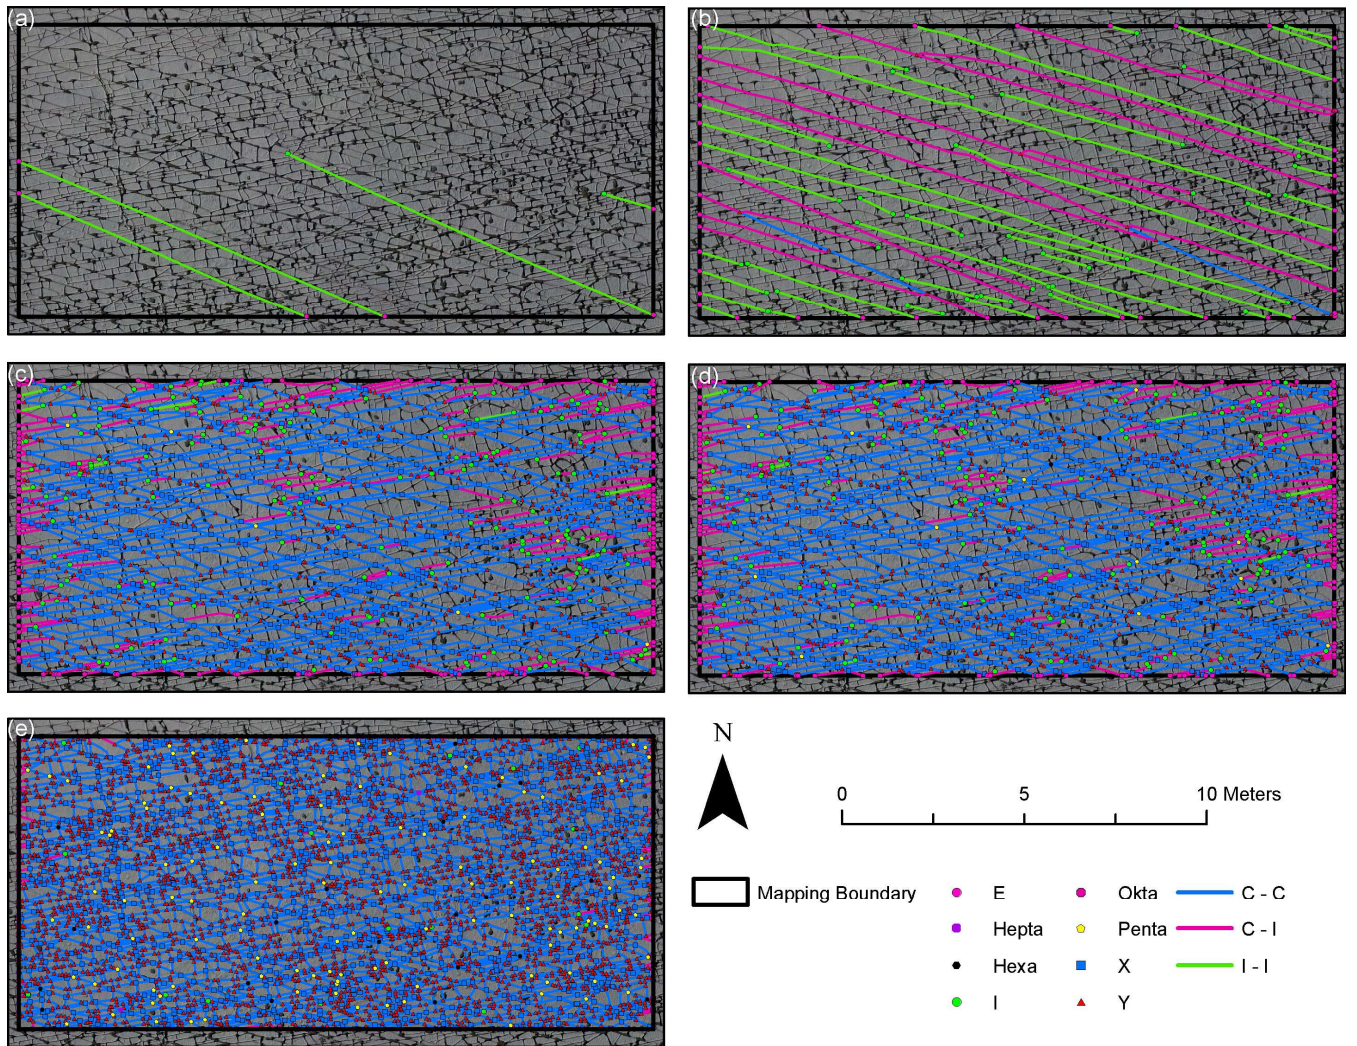 (a)
(b)
(c)
(d)
(e)
N
0 5 10 Meters
Mapping Boundary
E
Okta
C - C
Hepta
Penta
C - I
Hexa
X
I - I
I
Y